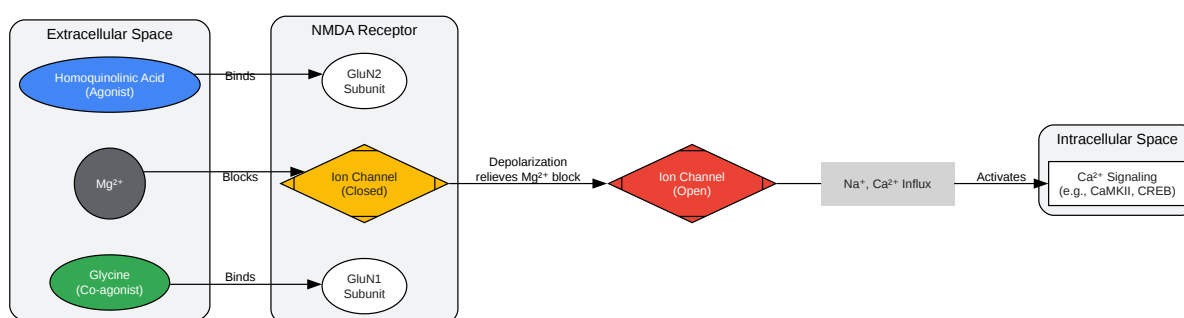 Extracellular Space
Homoquinolinic Acid
(Agonist)
Mg²⁺
Glycine
(Co-agonist)
Binds
Blocks
Binds
NMDA Receptor
GluN2
Subunit
Ion Channel
(Closed)
GluN1
Subunit
Depolarization
relieves Mg²⁺ block
Ion Channel
(Open)
Na⁺, Ca²⁺ Influx
Activates
Intracellular Space
Ca²⁺ Signaling
(e.g., CaMKII, CREB)